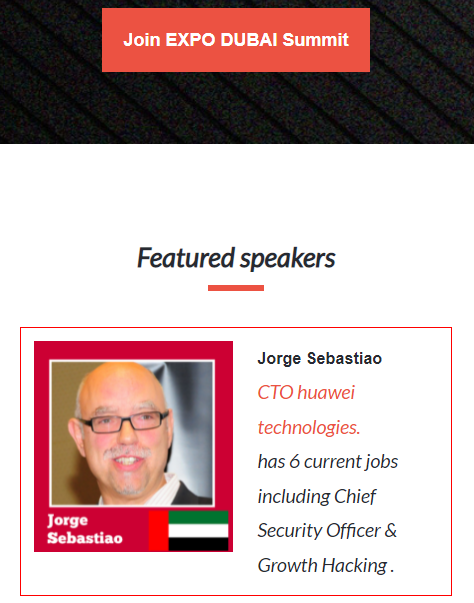 Join EXPO DUBAI Summit
Featured speakers
Jorge Sebastiao
CTO huawei
technologies.
has 6 current jobs
including Chief
Security Officer &
Growth Hacking .
Jorge
Sebastiao